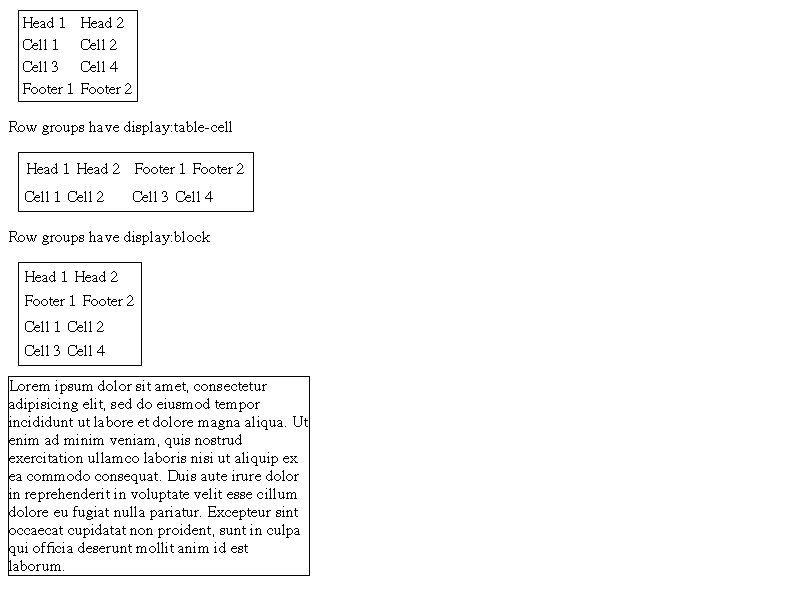 Head 1 Head 2
Cell 1 Cell 2
Cell 3 Cell 4
Footer 1 Footer 2
Row groups have display:table-cell
Head 1 Head 2 Footer 1 Footer 2
Cell 1 Cell 2 Cell 3 Cell 4
Row groups have display:block
Head 1 Head 2
Footer 1 Footer 2
Cell 1 Cell 2
Cell 3 Cell 4
Lorem ipsum dolor sit amet, consectetur
adipisicing elit, sed do eiusmod tempor
incididunt ut labore et dolore magna aliqua. Ut
enim ad minim veniam, quis nostrud
exercitation ullamco laboris nisi ut aliquip ex
ea commodo consequat. Duis aute irure dolor
in reprehenderit in voluptate velit esse cillum
dolore eu fugiat nulla pariatur. Excepteur sint
occaecat cupidatat non proident, sunt in culpa
qui officia deserunt mollit anim id est
laborum.